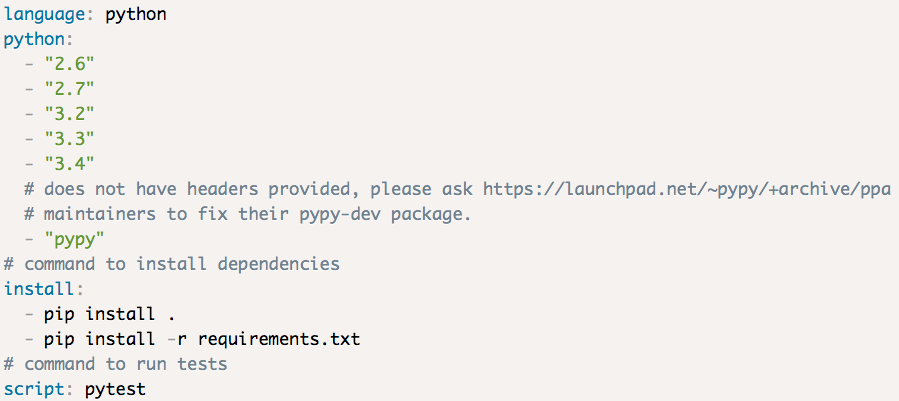 language: python
python:
  - "2.6"
  - "2.7"
  - "3.2"
  - "3.3"
  - "3.4"
  # does not have headers provided, please ask https://launchpad.net/~pypy/+archive/ppa
  # maintainers to fix their pypy-dev package.
  - "pypy"
# command to install dependencies
install:
  - pip install .
  - pip install -r requirements.txt
# command to run tests
script: pytest